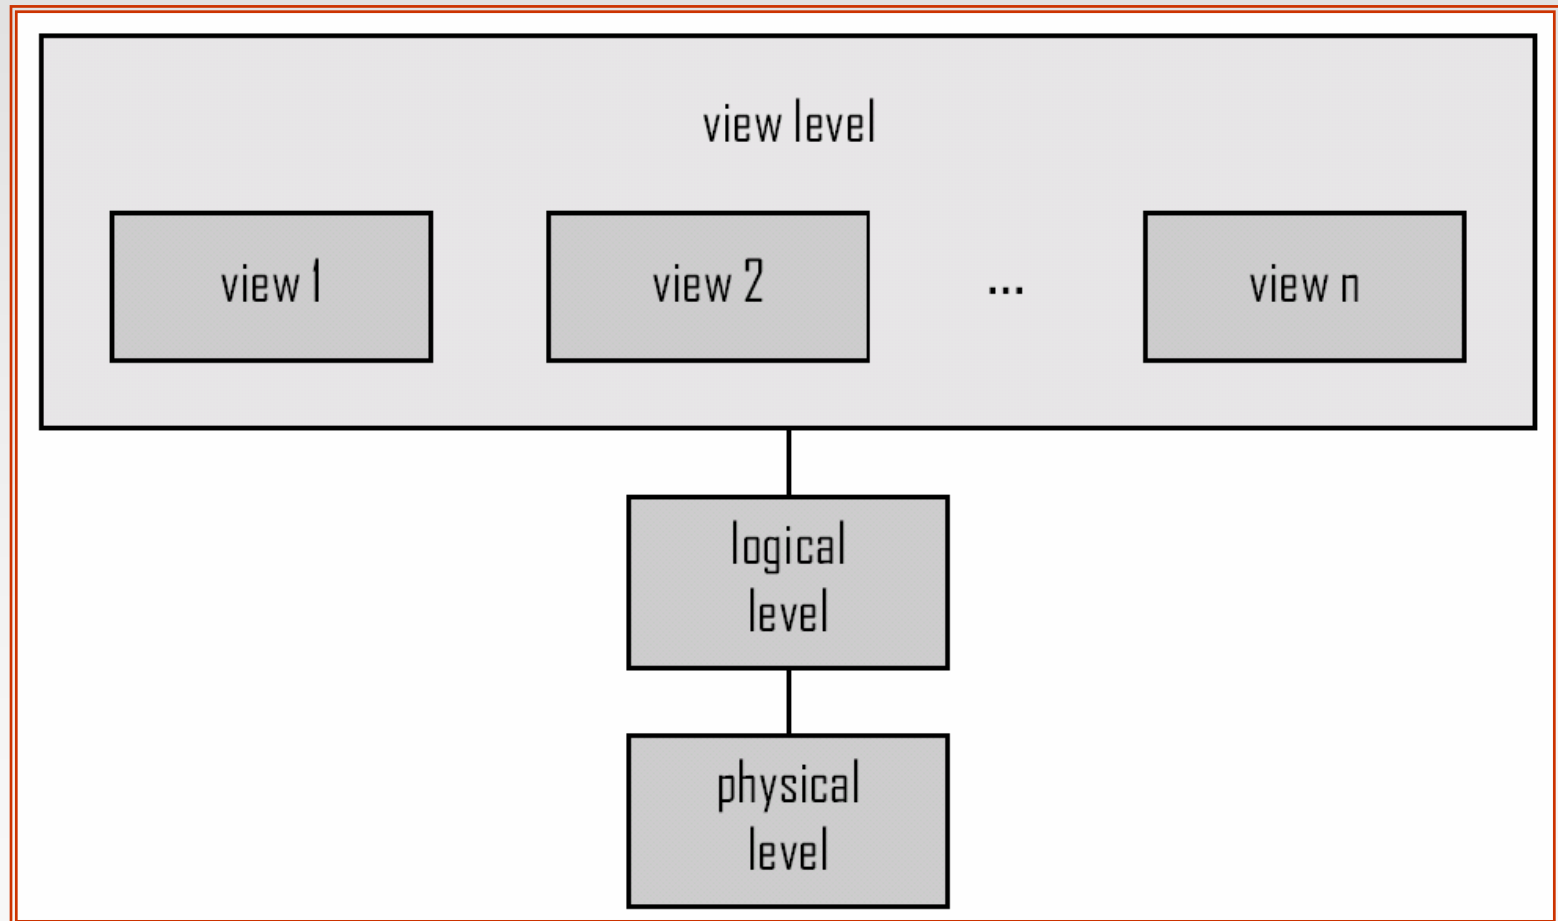 view level
view 1
view 2
...
view n
logical
level
physical
level